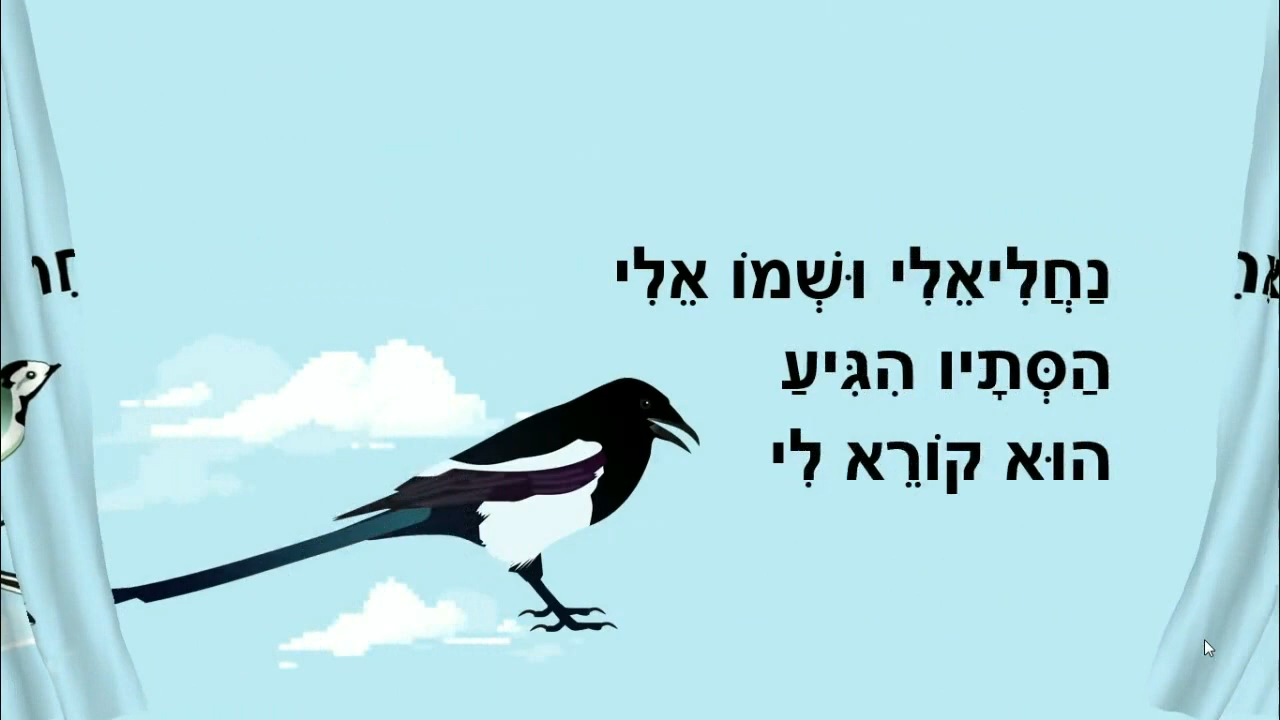 נַחֲלִיאֵלִי וּשְׁמוֹ אֵלִי
הַסְּתָיו הִגִּיעַ
הוּא קוֹרֵא לִי